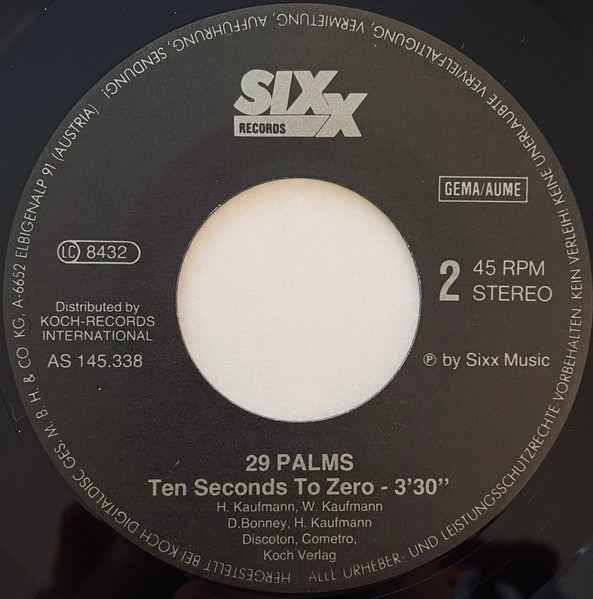 SIXX
RECORDS
GEMA/AUME
LC 8432
2
45 RPM
STEREO
Distributed by
KOCH-RECORDS
INTERNATIONAL
AS 145.338
℗ by Sixx Music
29 PALMS
Ten Seconds To Zero - 3'30"
H. Kaufmann, W. Kaufmann
D.Bonney, H. Kaufmann
Discoton, Cometro,
Koch Verlag
HERGESTELLT BEI KOCH DIGITALDISC GES. M. B. H. & CO KG, A-6652 ELBIGENALP 91 (AUSTRIA)
ALLE URHEBER- UND LEISTUNGSSCHUTZRECHTE VORBEHALTEN. KEIN VERLEIH! KEINE UNERLAUBTE VERVIELFÄLTIGUNG, VERMIETUNG, AUFFÜHRUNG, SENDUNG!